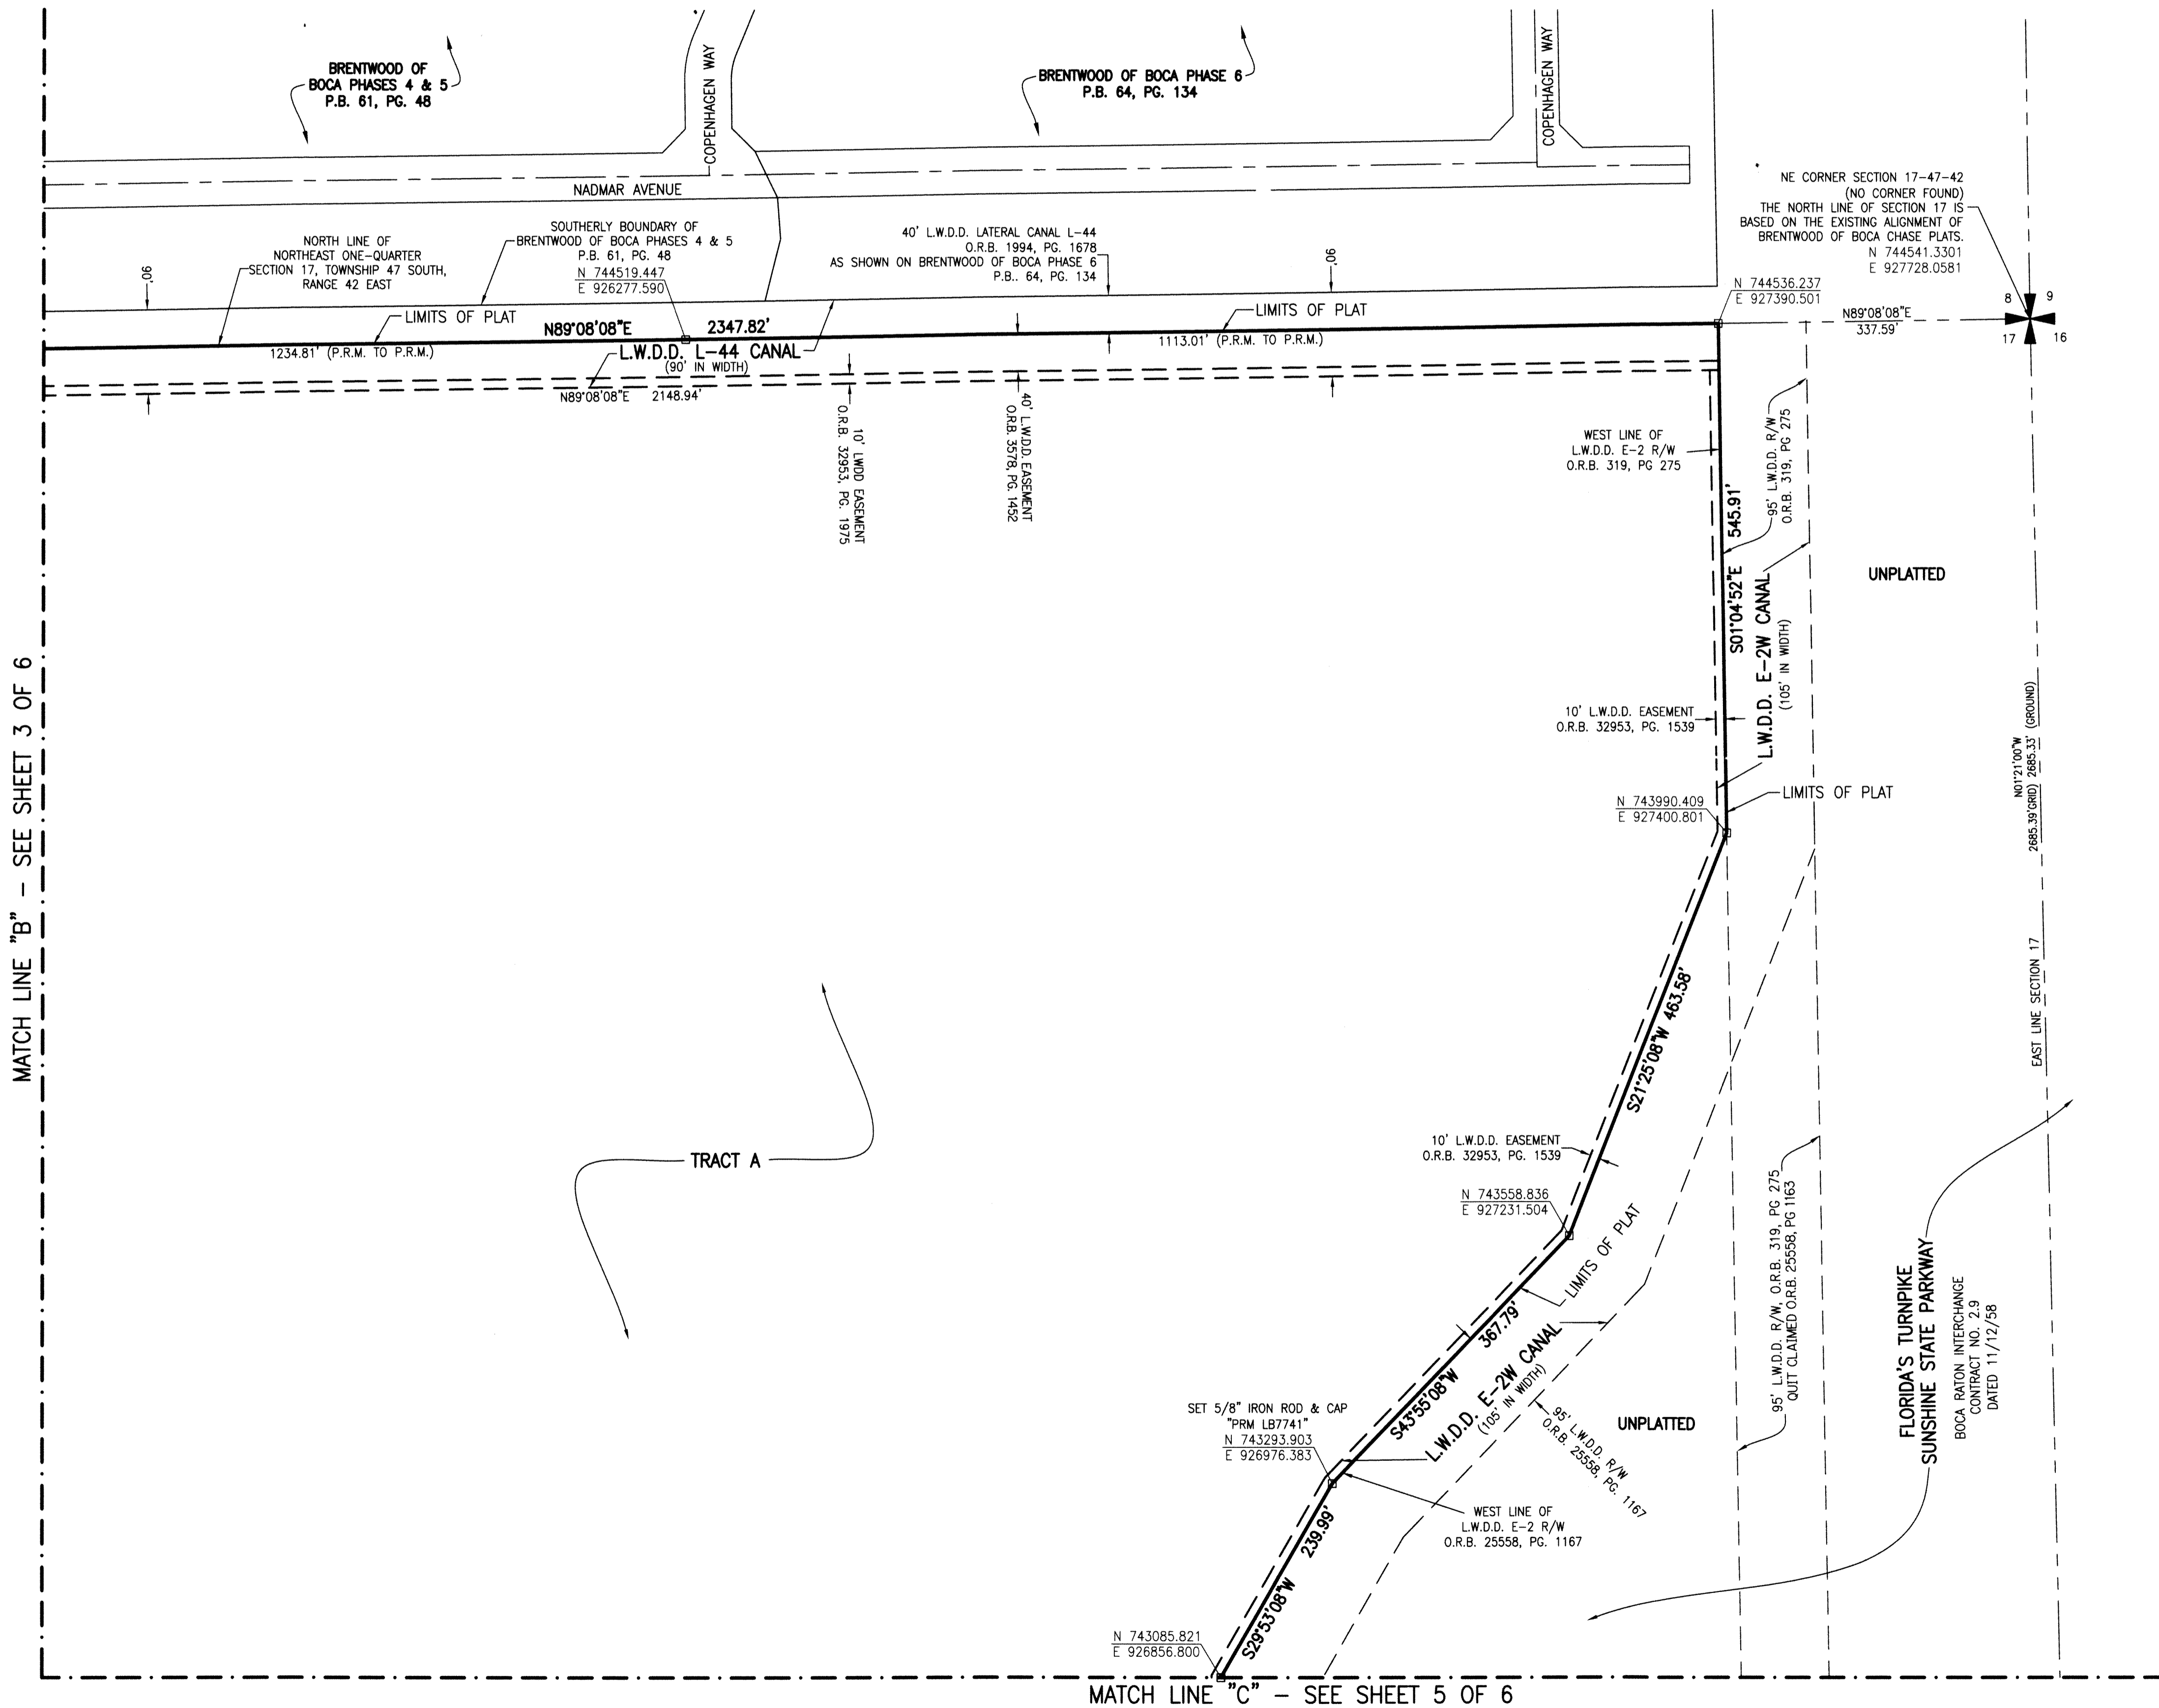 BRENTWOOD OF
BOCA PHASES 4 & 5
P.B. 61, PG. 48
COPENHAGEN WAY
BRENTWOOD OF BOCA PHASE 6
P.B. 64, PG. 134
COPENHAGEN WAY
NADMAR AVENUE
NE CORNER SECTION 17-47-42
(NO CORNER FOUND)
THE NORTH LINE OF SECTION 17 IS
BASED ON THE EXISTING ALIGNMENT OF
BRENTWOOD OF BOCA CHASE PLATS.
N 744541.3301
E 927728.0581
NORTH LINE OF
NORTHEAST ONE-QUARTER
SECTION 17, TOWNSHIP 47 SOUTH,
RANGE 42 EAST
SOUTHERLY BOUNDARY OF
BRENTWOOD OF BOCA PHASES 4 & 5
P.B. 61, PG. 48
N 744519.447
E 926277.590
40' L.W.D.D. LATERAL CANAL L-44
O.R.B. 1994, PG. 1678
AS SHOWN ON BRENTWOOD OF BOCA PHASE 6
P.B.. 64, PG. 134
90'
90'
N 744536.237
E 927390.501
8
9
17
16
N89°08'08"E
337.59'
LIMITS OF PLAT
N89°08'08"E 2347.82'
LIMITS OF PLAT
1234.81' (P.R.M. TO P.R.M.)
L.W.D.D. L-44 CANAL
(90' IN WIDTH)
1113.01' (P.R.M. TO P.R.M.)
N89°08'08"E 2148.94'
10' LWDD EASEMENT
O.R.B. 32953, PG. 1975
40' L.W.D.D. EASEMENT
O.R.B. 3578, PG. 1452
WEST LINE OF
L.W.D.D. E-2 R/W
O.R.B. 319, PG 275
95' L.W.D.D. R/W
O.R.B. 319, PG 275
S01°04'52"E 545.91'
L.W.D.D. E-2W CANAL
(105' IN WIDTH)
UNPLATTED
10' L.W.D.D. EASEMENT
O.R.B. 32953, PG. 1539
N 743990.409
E 927400.801
LIMITS OF PLAT
N01°21'00"W
2685.39'GRID) 2685.33' (GROUND)
EAST LINE SECTION 17
MATCH LINE "B" - SEE SHEET 3 OF 6
S21°25'08"W 463.58'
10' L.W.D.D. EASEMENT
O.R.B. 32953, PG. 1539
TRACT A
N 743558.836
E 927231.504
LIMITS OF PLAT
S43°55'08"W 367.79'
L.W.D.D. E-2W CANAL
(105' IN WIDTH)
95' L.W.D.D. R/W
O.R.B. 25558, PG. 1167
UNPLATTED
95' L.W.D.D. R/W, O.R.B. 319, PG 275
QUIT CLAIMED O.R.B. 25558, PG 1163
FLORIDA'S TURNPIKE
SUNSHINE STATE PARKWAY
BOCA RATON INTERCHANGE
CONTRACT NO. 2.9
DATED 11/12/58
SET 5/8" IRON ROD & CAP
"PRM LB7741"
N 743293.903
E 926976.383
WEST LINE OF
L.W.D.D. E-2 R/W
O.R.B. 25558, PG. 1167
S29°53'08"W 239.99'
N 743085.821
E 926856.800
MATCH LINE "C" - SEE SHEET 5 OF 6